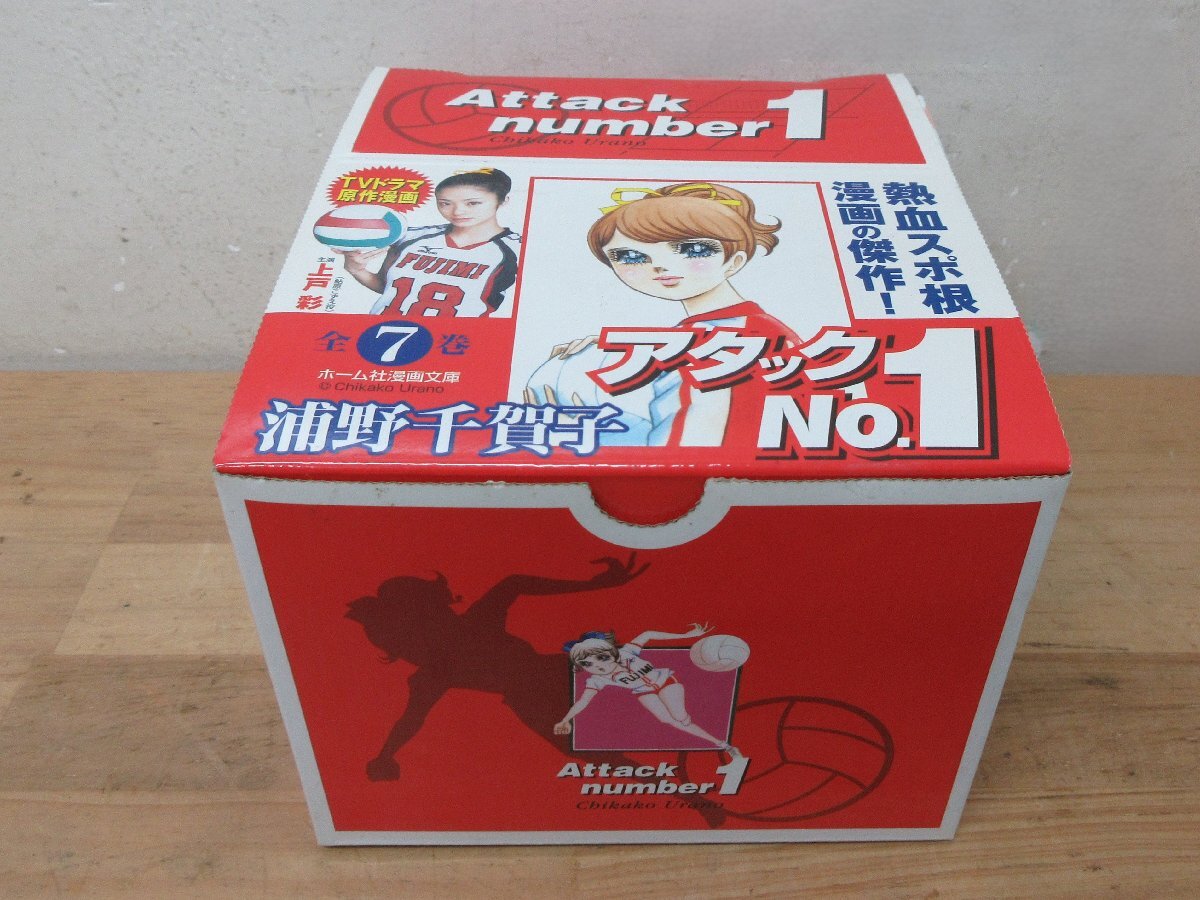 Attack
number 1
Chikako Urano
TVドラマ
原作漫画
FUJIMI
18
主演
上戸 彩
全7巻
ホーム社漫画文庫
© Chikako Urano
浦野千賀子
熱血スポ根
漫画の傑作!
アタック
No.1
FUJIMI
Attack
number 1
Chikako Urano